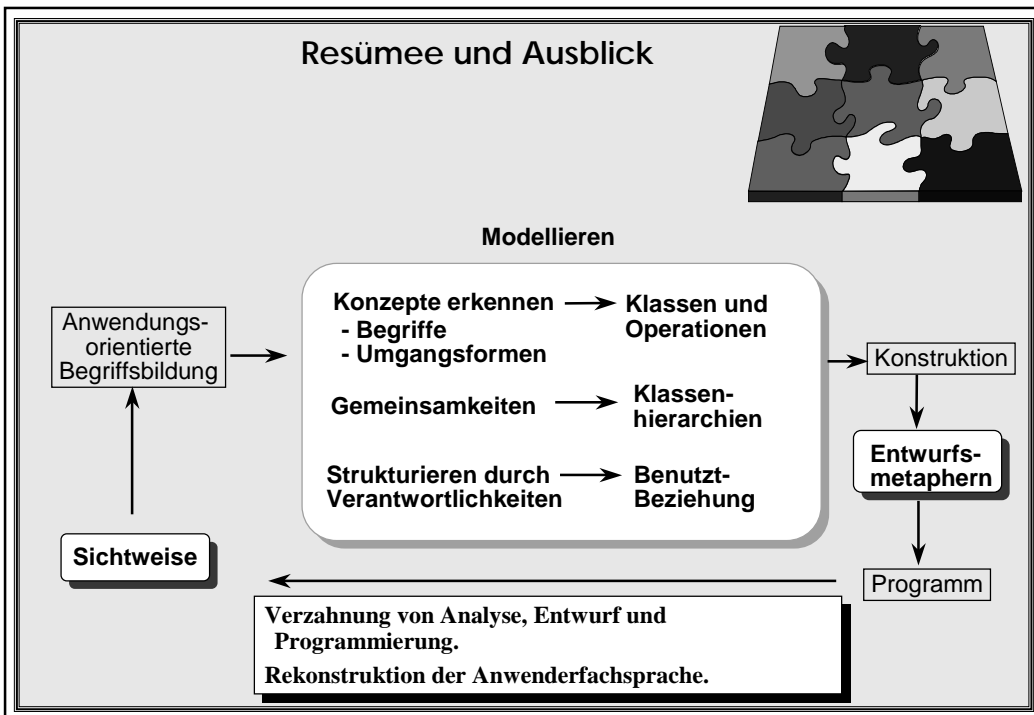 Resümee und Ausblick
Modellieren
Anwendungs-
orientierte
Begriffsbildung
Sichtweise
Konzepte erkennen
- Begriffe
- Umgangsformen
Klassen und
Operationen
Gemeinsamkeiten
Klassen-
hierarchien
Strukturieren durch
Verantwortlichkeiten
Benutzt-
Beziehung
Konstruktion
Entwurfs-
metaphern
Programm
Verzahnung von Analyse, Entwurf und
Programmierung.
Rekonstruktion der Anwenderfachsprache.